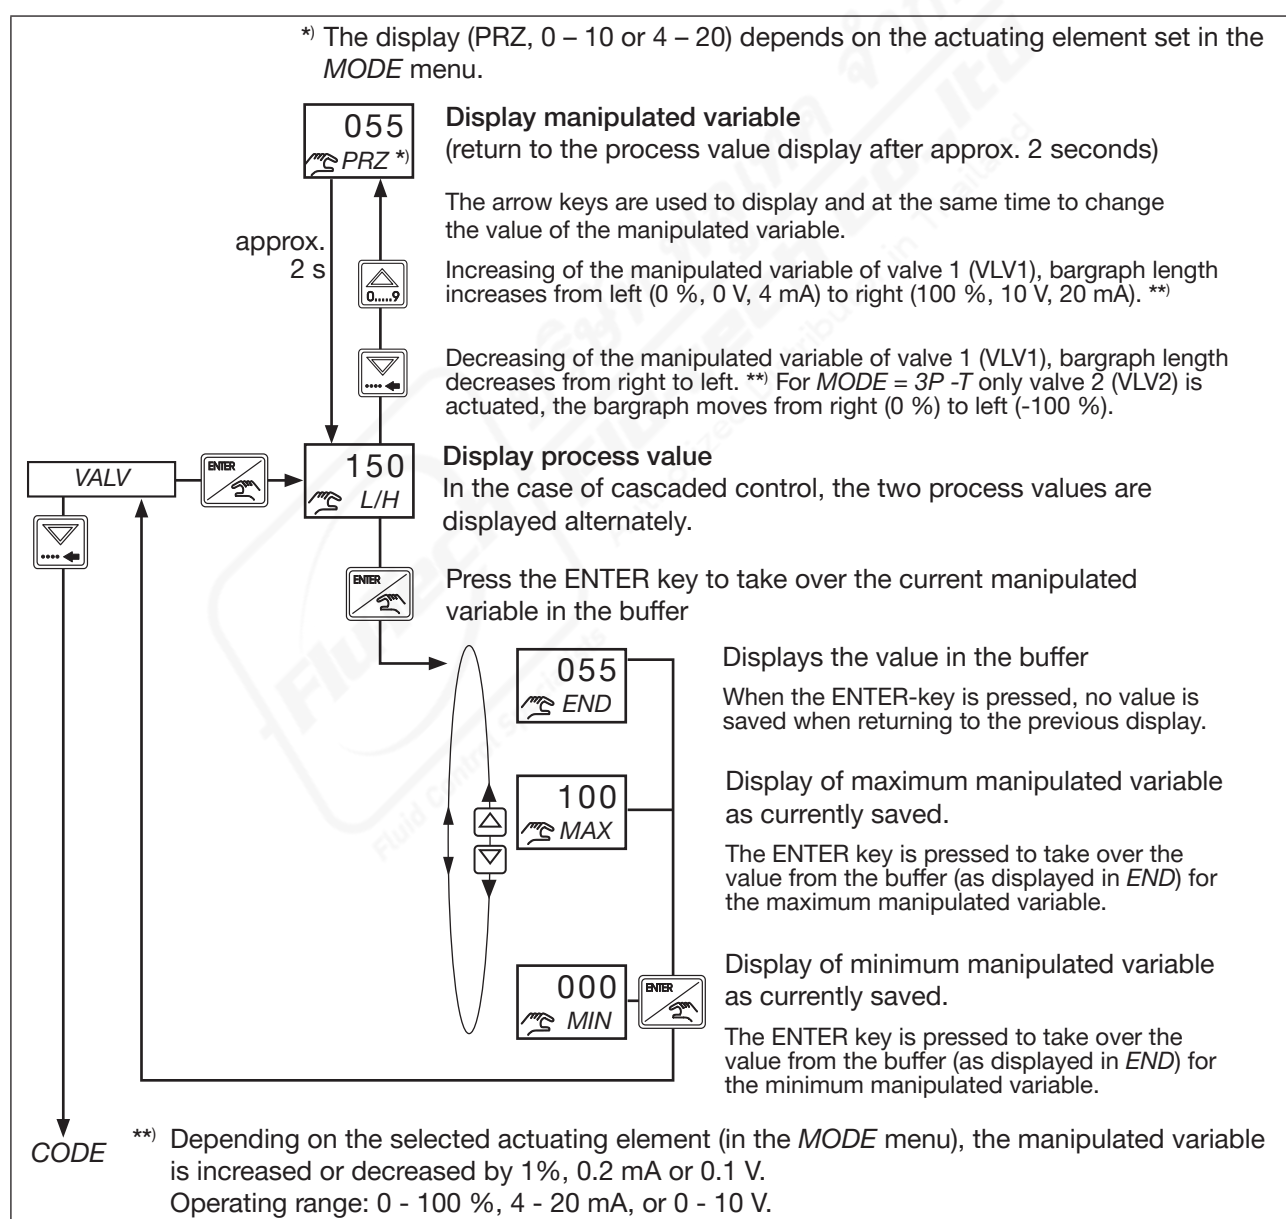 *) The display (PRZ, 0 – 10 or 4 – 20) depends on the actuating element set in the
MODE menu.
055
PRZ *)
Display manipulated variable
(return to the process value display after approx. 2 seconds)
The arrow keys are used to display and at the same time to change
the value of the manipulated variable.
approx.
2 s
0.....9
Increasing of the manipulated variable of valve 1 (VLV1), bargraph length
increases from left (0 %, 0 V, 4 mA) to right (100 %, 10 V, 20 mA). **)
....
Decreasing of the manipulated variable of valve 1 (VLV1), bargraph length
decreases from right to left. **) For MODE = 3P -T only valve 2 (VLV2) is
actuated, the bargraph moves from right (0 %) to left (-100 %).
VALV
ENTER
150
L/H
Display process value
In the case of cascaded control, the two process values are
displayed alternately.
....
ENTER
Press the ENTER key to take over the current manipulated
variable in the buffer
055
END
Displays the value in the buffer
When the ENTER-key is pressed, no value is
saved when returning to the previous display.
100
MAX
Display of maximum manipulated variable
as currently saved.
The ENTER key is pressed to take over the
value from the buffer (as displayed in END) for
the maximum manipulated variable.
000
MIN
ENTER
Display of minimum manipulated variable
as currently saved.
The ENTER key is pressed to take over the
value from the buffer (as displayed in END) for
the minimum manipulated variable.
CODE
**) Depending on the selected actuating element (in the MODE menu), the manipulated variable
is increased or decreased by 1%, 0.2 mA or 0.1 V.
Operating range: 0 - 100 %, 4 - 20 mA, or 0 - 10 V.